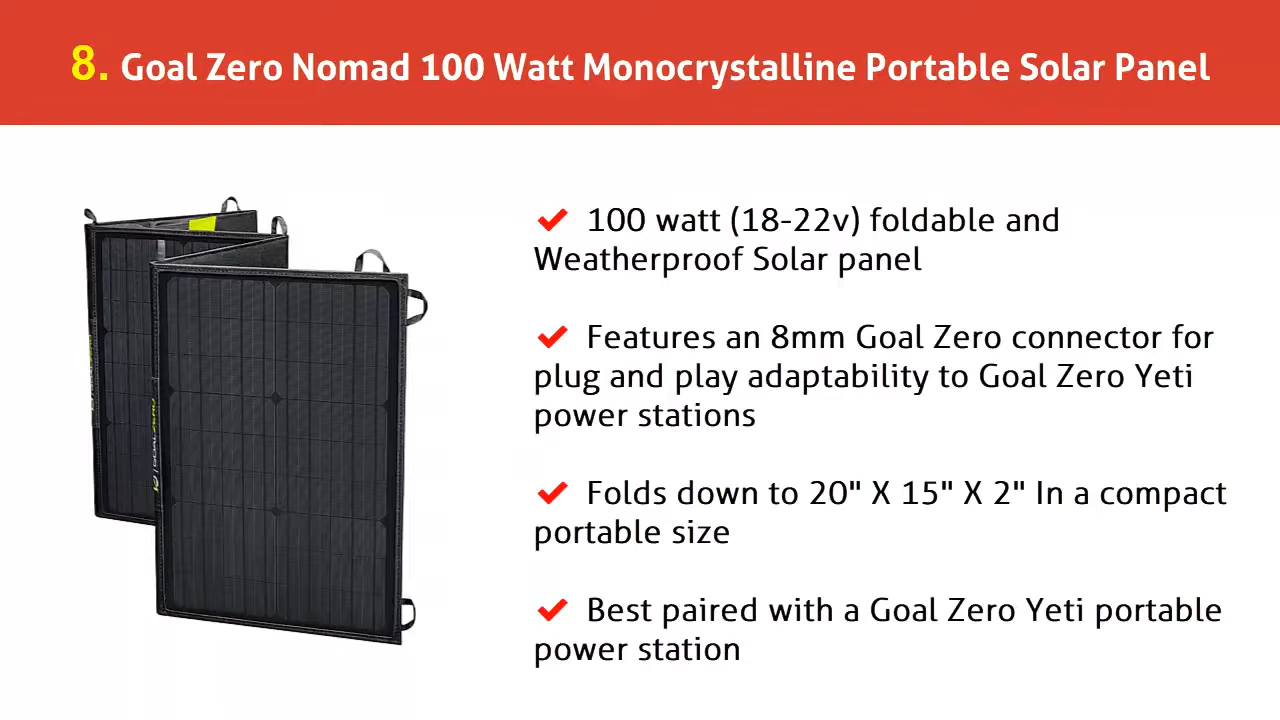 8. Goal Zero Nomad 100 Watt Monocrystalline Portable Solar Panel
100 watt (18-22v) foldable and
Weatherproof Solar panel
Features an 8mm Goal Zero connector for
plug and play adaptability to Goal Zero Yeti
power stations
Folds down to 20" X 15" X 2" In a compact
portable size
Best paired with a Goal Zero Yeti portable
power station
GOAL ZERO